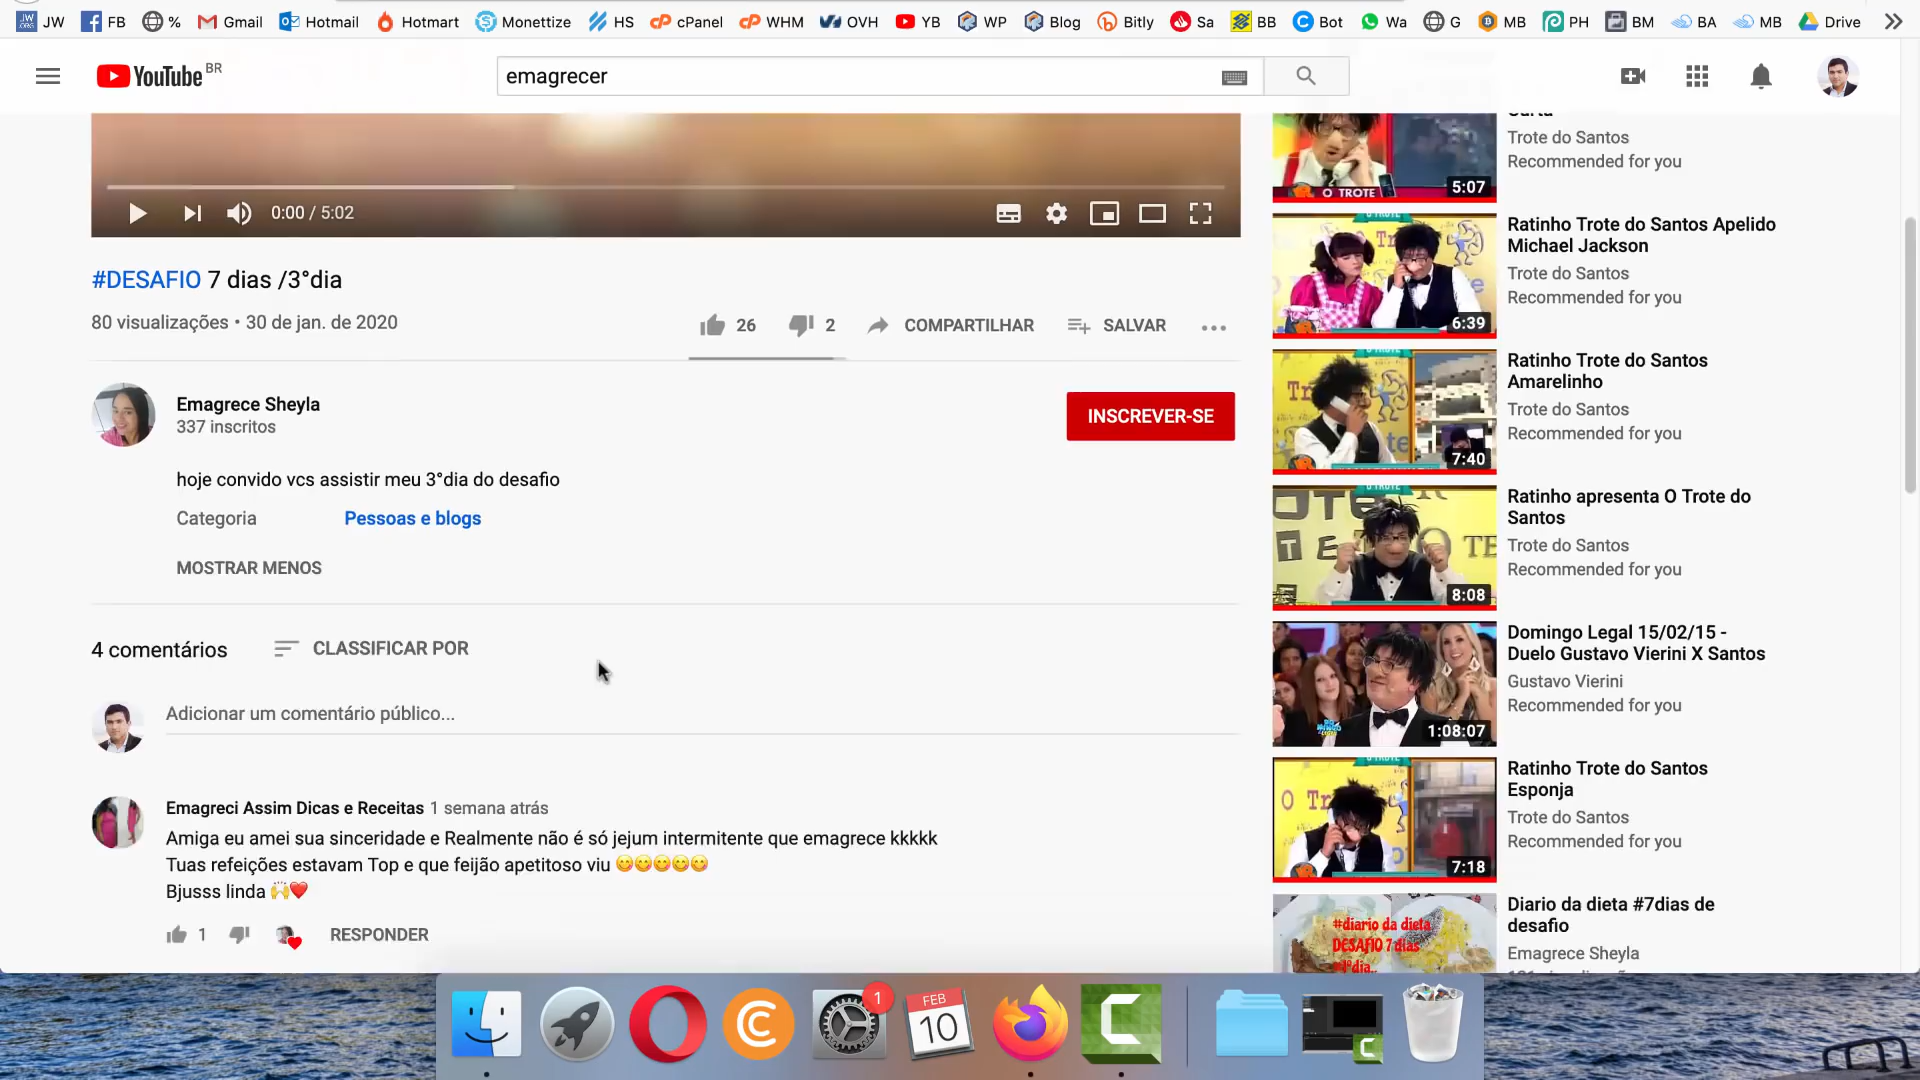 JW FB % Gmail Hotmail Hotmart Monettize HS cPanel WHM OVH YB WP Blog Bitly Sa BB Bot Wa G MB PH BM BA MB Drive
YouTube BR
emagrecer
0:00 / 5:02
#DESAFIO 7 dias /3°dia
80 visualizações • 30 de jan. de 2020
26 2 COMPARTILHAR SALVAR
Emagrece Sheyla
337 inscritos
INSCREVER-SE
hoje convido vcs assistir meu 3°dia do desafio
Categoria Pessoas e blogs
MOSTRAR MENOS
4 comentários CLASSIFICAR POR
Adicionar um comentário público...
Emagreci Assim Dicas e Receitas 1 semana atrás
Amiga eu amei sua sinceridade e Realmente não é só jejum intermitente que emagrece kkkkk
Tuas refeições estavam Top e que feijão apetitoso viu 😋😋😋😋😋
Bjusss linda 🙌❤️
1 RESPONDER
Trote do Santos
Recommended for you
O TROTE
5:07
Ratinho Trote do Santos Apelido
Michael Jackson
Trote do Santos
Recommended for you
6:39
Ratinho Trote do Santos
Amarelinho
Trote do Santos
Recommended for you
7:40
Ratinho apresenta O Trote do
Santos
Trote do Santos
Recommended for you
8:08
Domingo Legal 15/02/15 -
Duelo Gustavo Vierini X Santos
Gustavo Vierini
Recommended for you
1:08:07
Ratinho Trote do Santos
Esponja
Trote do Santos
Recommended for you
7:18
Diario da dieta #7dias de
desafio
Emagrece Sheyla
#diario da dieta
DESAFIO 7 dias
1
FEB
10